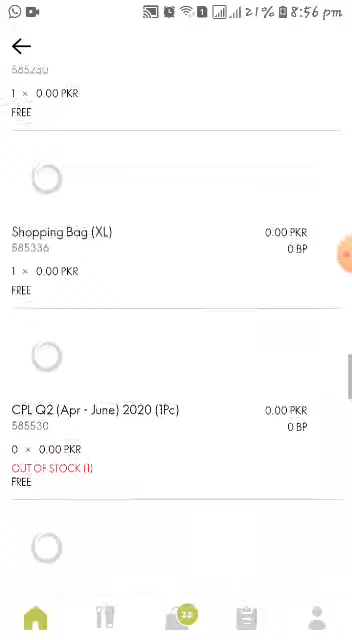 1 21% 8:56 pm
585230
1 × 0.00 PKR
FREE
Shopping Bag (XL) 0.00 PKR
585336 0 BP
1 × 0.00 PKR
FREE
CPL Q2 (Apr - June) 2020 (1Pc) 0.00 PKR
585530 0 BP
0 × 0.00 PKR
OUT OF STOCK (1)
FREE
22